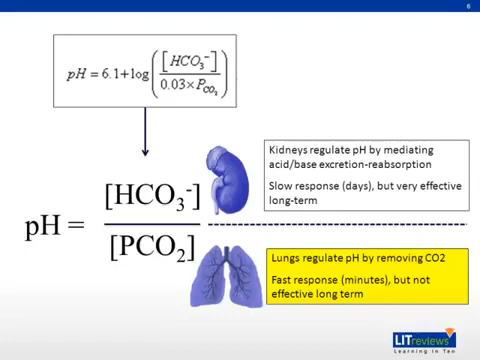 6
pH = 6.1+log([HCO₃⁻] / 0.03×P_CO₂)
Kidneys regulate pH by mediating
acid/base excretion-reabsorption
Slow response (days), but very effective
long-term
pH = [HCO₃⁻] / [PCO₂]
Lungs regulate pH by removing CO2
Fast response (minutes), but not
effective long term
LITreviews
Learning in Ten